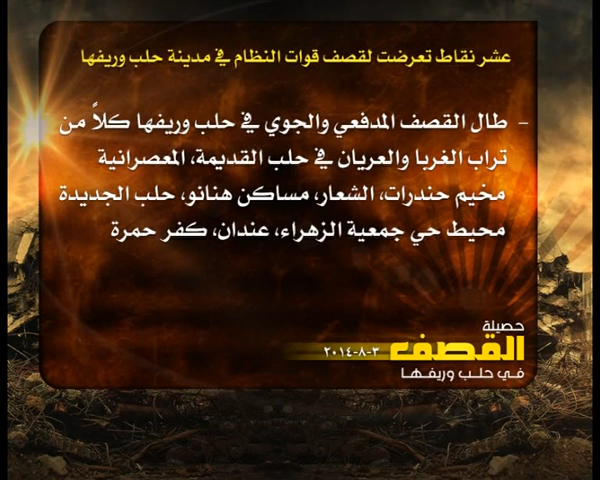 عشر نقاط تعرضت لقصف قوات النظام في مدينة حلب وريفها
- طال القصف المدفعي والجوي في حلب وريفها كلاً من
تراب الغربا والعريان في حلب القديمة، المعصرانية
مخيم حندرات، الشعار، مساكن هنانو، حلب الجديدة
محيط حي جمعية الزهراء، عندان، كفر حمرة
حصيلة
القصف ٣-٨-٢٠١٤
في حلب وريفها